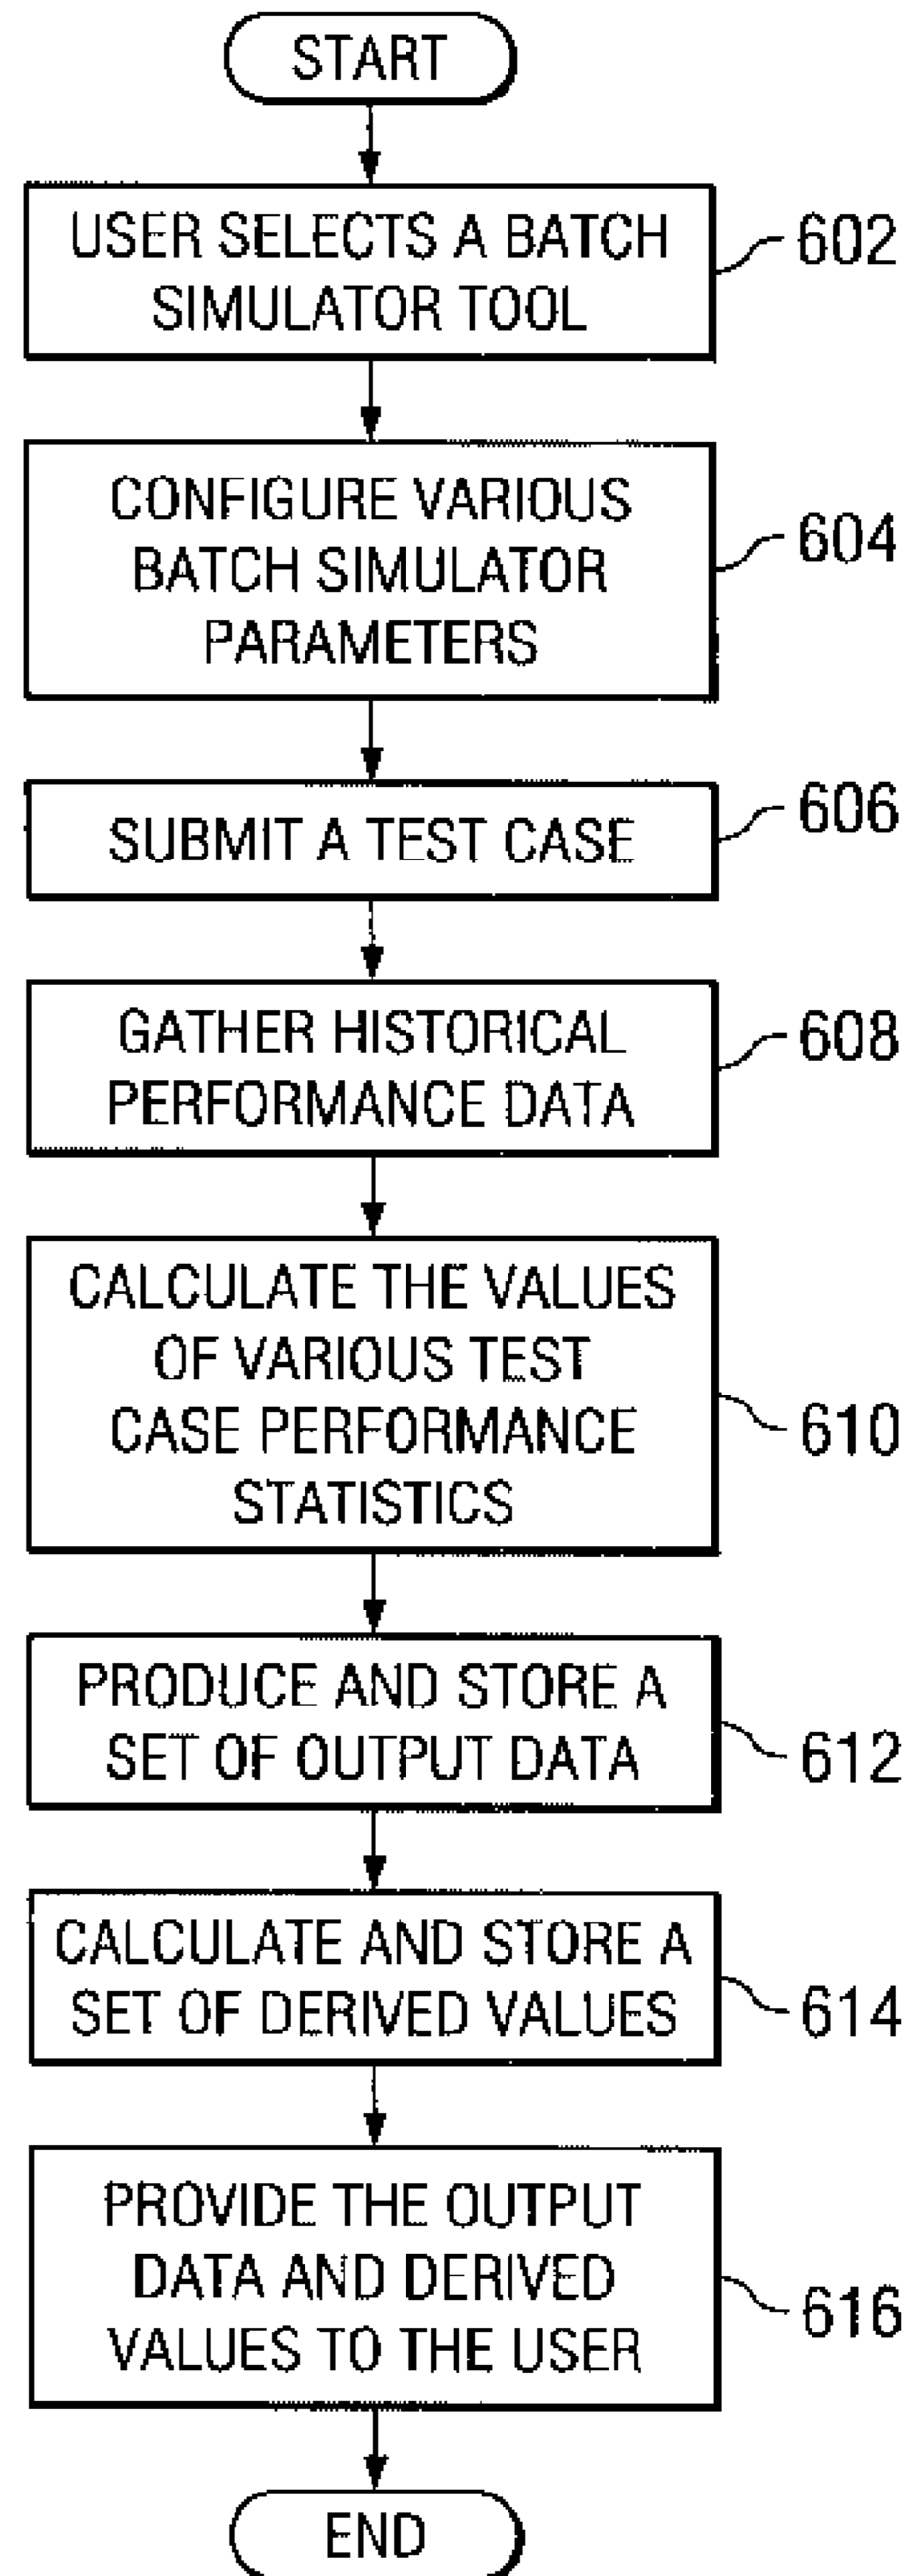 START
USER SELECTS A BATCH
SIMULATOR TOOL
602
CONFIGURE VARIOUS
BATCH SIMULATOR
PARAMETERS
604
SUBMIT A TEST CASE
606
GATHER HISTORICAL
PERFORMANCE DATA
608
CALCULATE THE VALUES
OF VARIOUS TEST
CASE PERFORMANCE
STATISTICS
610
PRODUCE AND STORE A
SET OF OUTPUT DATA
612
CALCULATE AND STORE A
SET OF DERIVED VALUES
614
PROVIDE THE OUTPUT
DATA AND DERIVED
VALUES TO THE USER
616
END